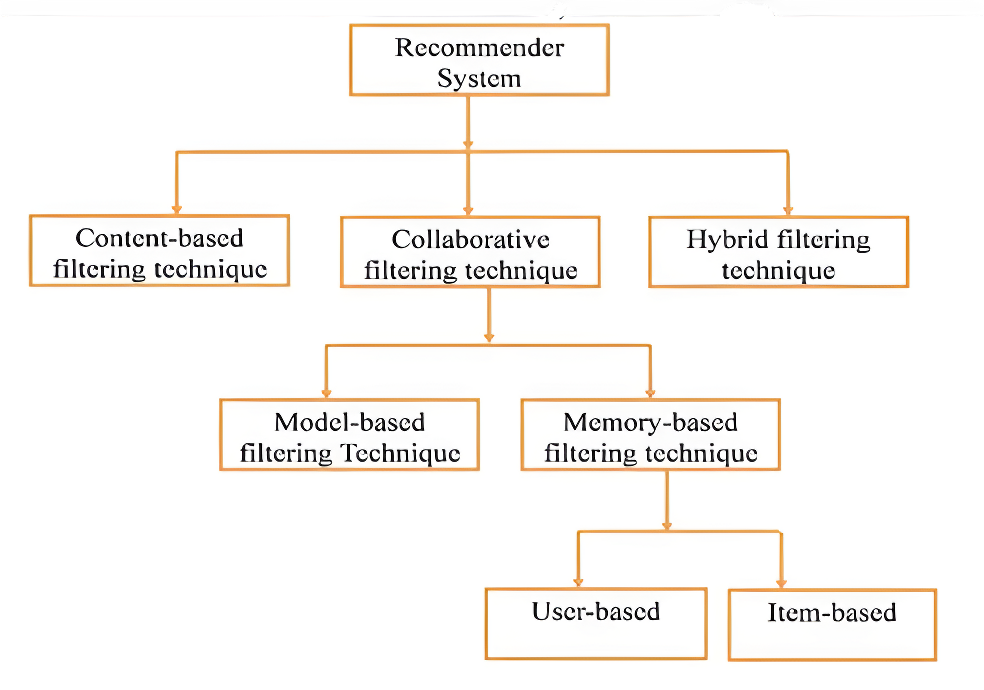 Recommender
System
Content-based
filtering technique
Collaborative
filtering technique
Hybrid filtering
technique
Model-based
filtering Technique
Memory-based
filtering technique
User-based
Item-based